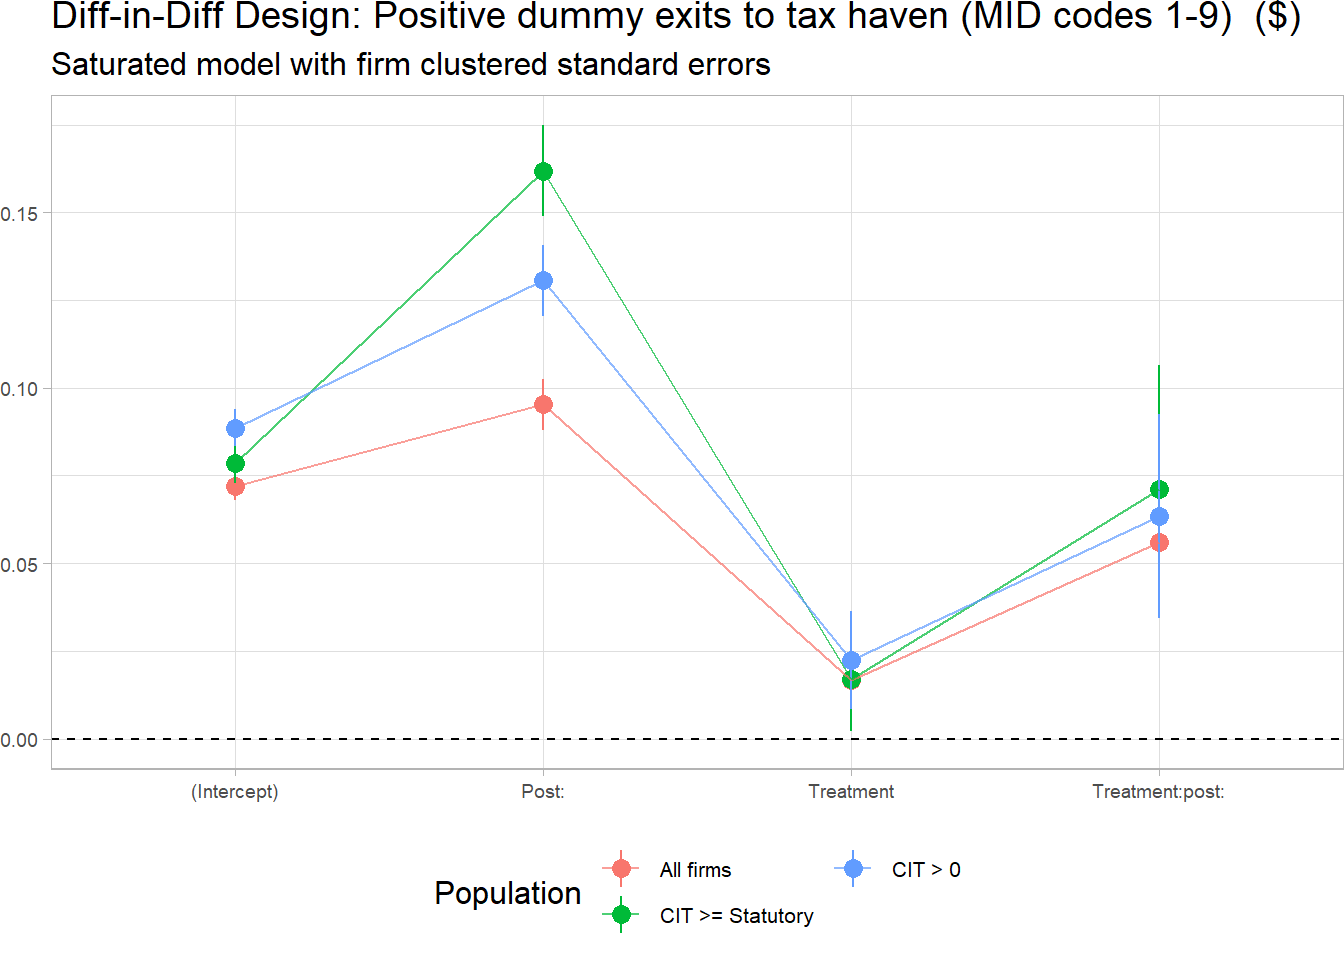 Diff-in-Diff Design: Positive dummy exits to tax haven (MID codes 1-9)  ($)
Saturated model with firm clustered standard errors
0.15
0.10
0.05
0.00
(Intercept)
Post:
Treatment
Treatment:post:
Population
All firms
CIT > 0
CIT >= Statutory